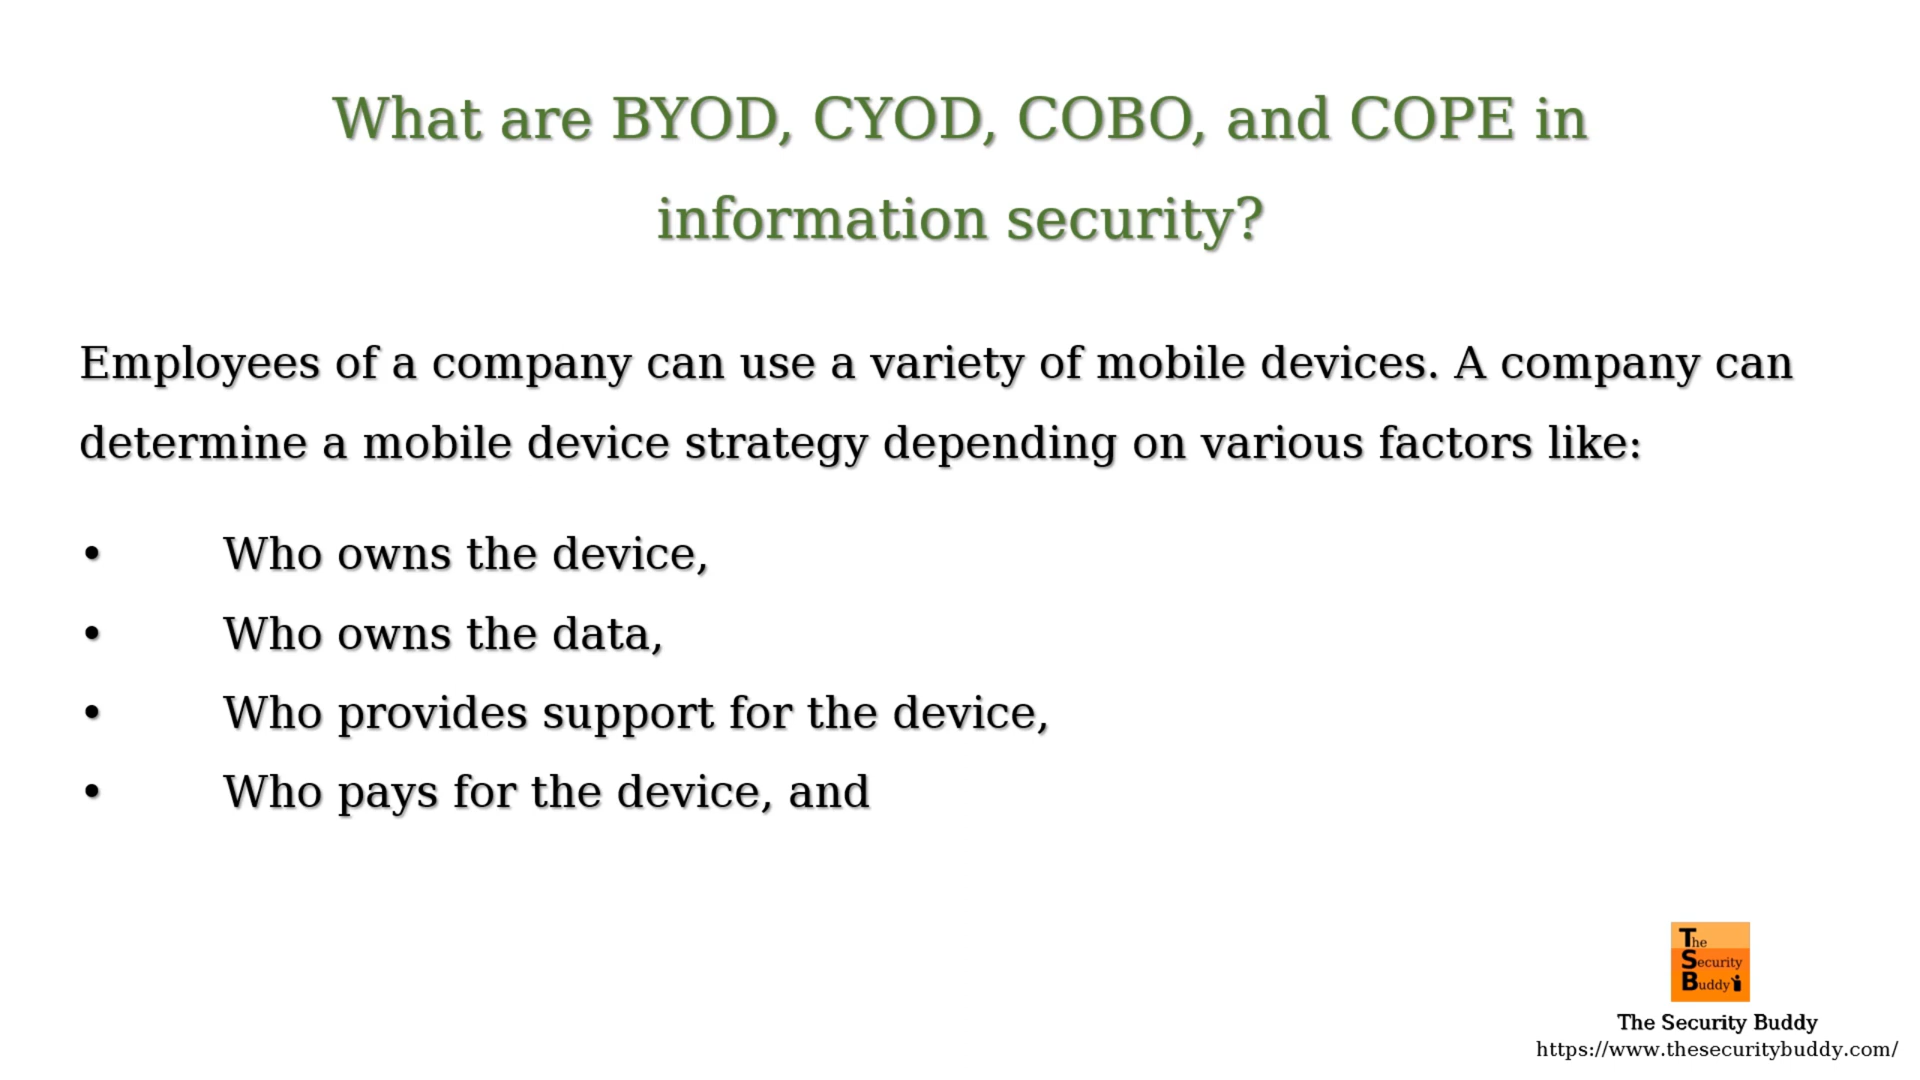 What are BYOD, CYOD, COBO, and COPE in
information security?
Employees of a company can use a variety of mobile devices. A company can
determine a mobile device strategy depending on various factors like:
• Who owns the device,
• Who owns the data,
• Who provides support for the device,
• Who pays for the device, and
The
Security
Buddy
The Security Buddy
https://www.thesecuritybuddy.com/